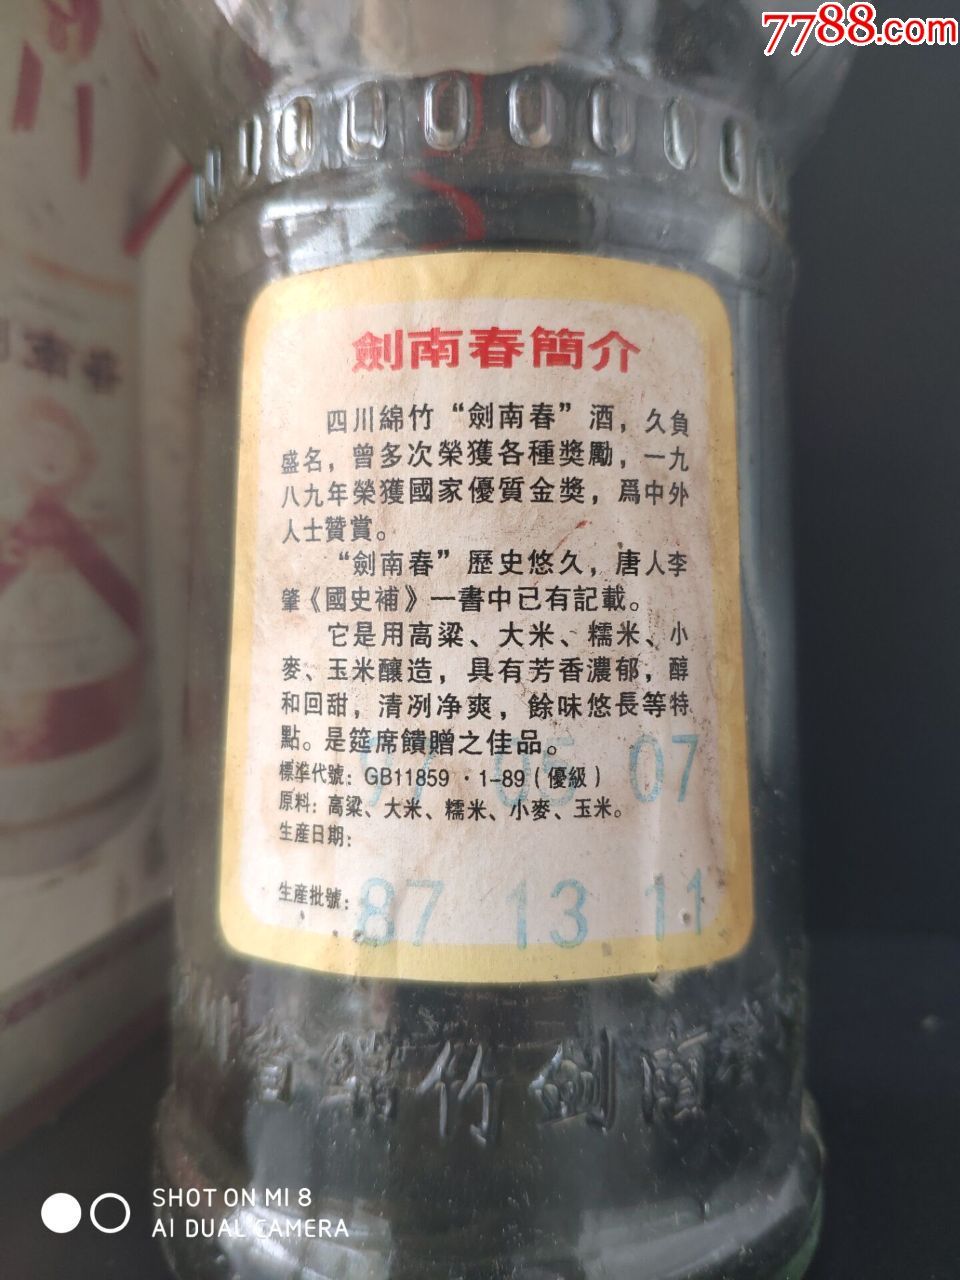 7788.com
劍南春簡介
四川綿竹“劍南春”酒，久負
盛名，曾多次榮獲各種獎勵，一九
八九年榮獲國家優質金獎，爲中外
人士贊賞。
“劍南春”歷史悠久，唐人李
肇《國史補》一書中已有記載。
它是用高粱、大米、糯米、小
麥、玉米釀造，具有芳香濃郁，醇
和回甜，清冽净爽，餘味悠長等特
點。是筵席饋贈之佳品。
97 05 07
標準代號：GB11859·1-89（優級）
原料：高粱、大米、糯米、小麥、玉米。
生産日期：
生産批號：87 13 11
綿竹劍南
SHOT ON MI 8
AI DUAL CAMERA